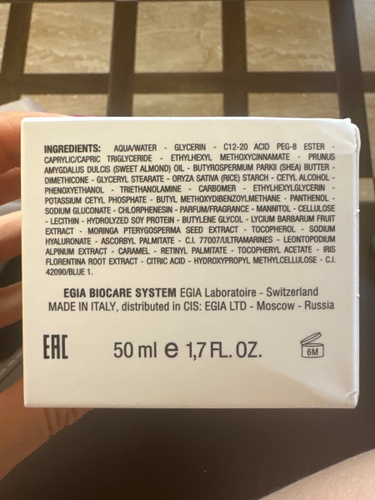 INGREDIENTS: AQUA/WATER - GLYCERIN - C12-20 ACID PEG-8 ESTER -
CAPRYLIC/CAPRIC TRIGLYCERIDE - ETHYLHEXYL METHOXYCINNAMATE - PRUNUS
AMYGDALUS DULCIS (SWEET ALMOND) OIL - BUTYROSPERMUM PARKII (SHEA) BUTTER -
DIMETHICONE - GLYCERYL STEARATE - ORYZA SATIVA (RICE) STARCH - CETYL ALCOHOL -
PHENOXYETHANOL - TRIETHANOLAMINE - CARBOMER - ETHYLHEXYLGLYCERIN -
POTASSIUM CETYL PHOSPHATE - BUTYL METHOXYDIBENZOYLMETHANE - PANTHENOL -
SODIUM GLUCONATE - CHLORPHENESIN - PARFUM/FRAGRANCE - MANNITOL - CELLULOSE
- LECITHIN - HYDROLYZED SOY PROTEIN - BUTYLENE GLYCOL - LYCIUM BARBARUM FRUIT
EXTRACT - MORINGA PTERYGOSPERMA SEED EXTRACT - TOCOPHEROL - SODIUM
HYALURONATE - ASCORBYL PALMITATE - C.I. 77007/ULTRAMARINES - LEONTOPODIUM
ALPINUM EXTRACT - CARAMEL - RETINYL PALMITATE - TOCOPHERYL ACETATE - IRIS
FLORENTINA ROOT EXTRACT - CITRIC ACID - HYDROXYPROPYL METHYLCELLULOSE - C.I.
42090/BLUE 1.
EGIA BIOCARE SYSTEM EGIA Laboratoire - Switzerland
MADE IN ITALY, distributed in CIS: EGIA LTD - Moscow - Russia
EAC 50 ml e 1,7 FL. OZ. 6M